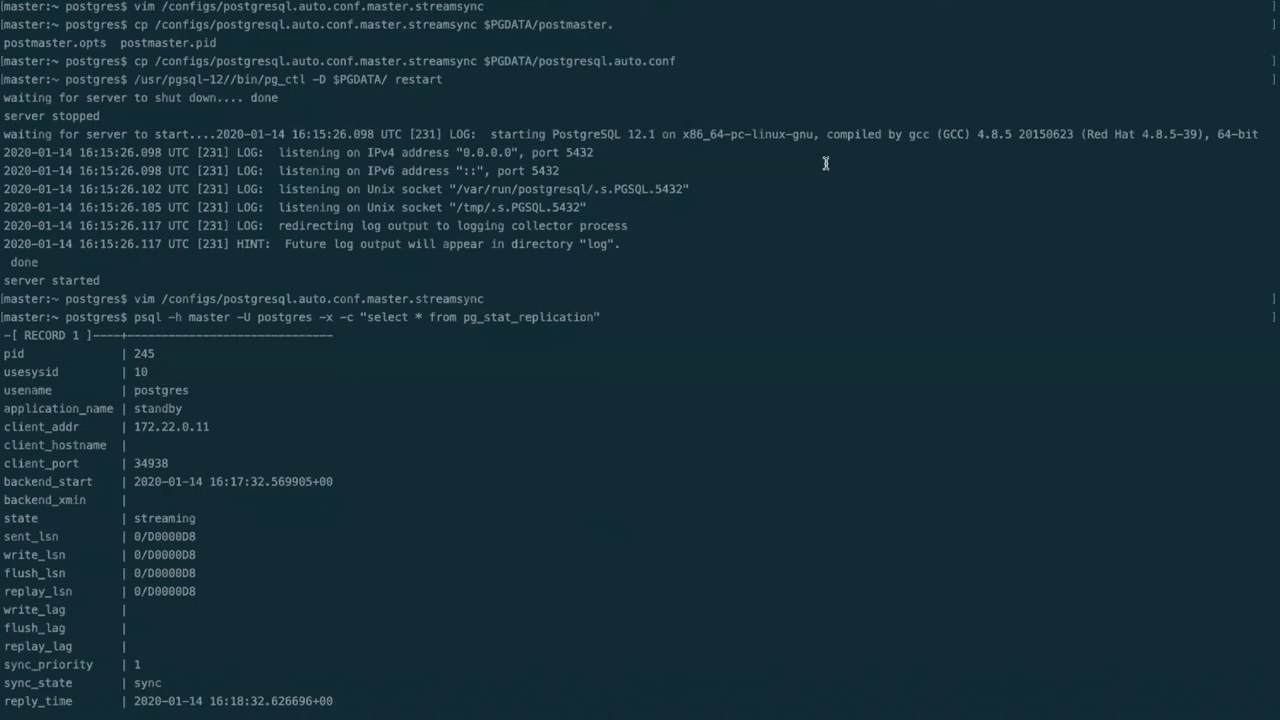 [master:~ postgres$ vim /configs/postgresql.auto.conf.master.streamsync ]
[master:~ postgres$ cp /configs/postgresql.auto.conf.master.streamsync $PGDATA/postmaster.
postmaster.opts  postmaster.pid
[master:~ postgres$ cp /configs/postgresql.auto.conf.master.streamsync $PGDATA/postgresql.auto.conf ]
[master:~ postgres$ /usr/pgsql-12//bin/pg_ctl -D $PGDATA/ restart ]
waiting for server to shut down.... done
server stopped
waiting for server to start....2020-01-14 16:15:26.098 UTC [231] LOG:  starting PostgreSQL 12.1 on x86_64-pc-linux-gnu, compiled by gcc (GCC) 4.8.5 20150623 (Red Hat 4.8.5-39), 64-bit
2020-01-14 16:15:26.098 UTC [231] LOG:  listening on IPv4 address "0.0.0.0", port 5432
2020-01-14 16:15:26.098 UTC [231] LOG:  listening on IPv6 address "::", port 5432
2020-01-14 16:15:26.102 UTC [231] LOG:  listening on Unix socket "/var/run/postgresql/.s.PGSQL.5432"
2020-01-14 16:15:26.105 UTC [231] LOG:  listening on Unix socket "/tmp/.s.PGSQL.5432"
2020-01-14 16:15:26.117 UTC [231] LOG:  redirecting log output to logging collector process
2020-01-14 16:15:26.117 UTC [231] HINT:  Future log output will appear in directory "log".
 done
server started
[master:~ postgres$ vim /configs/postgresql.auto.conf.master.streamsync ]
[master:~ postgres$ psql -h master -U postgres -x -c "select * from pg_stat_replication" ]
-[ RECORD 1 ]----+------------------------------
pid              | 245
usesysid         | 10
usename          | postgres
application_name | standby
client_addr      | 172.22.0.11
client_hostname  |
client_port      | 34938
backend_start    | 2020-01-14 16:17:32.569905+00
backend_xmin     |
state            | streaming
sent_lsn         | 0/D0000D8
write_lsn        | 0/D0000D8
flush_lsn        | 0/D0000D8
replay_lsn       | 0/D0000D8
write_lag        |
flush_lag        |
replay_lag       |
sync_priority    | 1
sync_state       | sync
reply_time       | 2020-01-14 16:18:32.626696+00